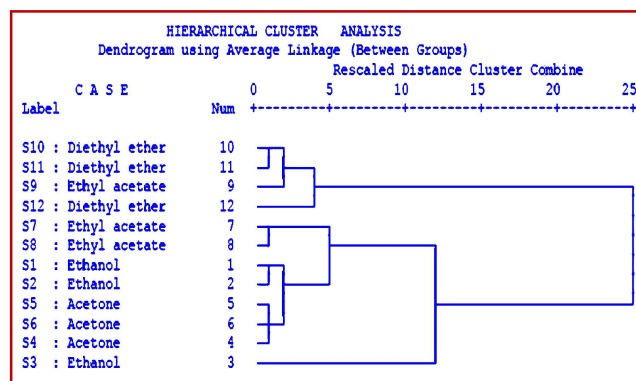 HIERARCHICAL CLUSTER ANALYSIS
Dendrogram using Average Linkage (Between Groups)
Rescaled Distance Cluster Combine
C A S E 0 5 10 15 20 25
Label Num
S10 : Diethyl ether 10
S11 : Diethyl ether 11
S9 : Ethyl acetate 9
S12 : Diethyl ether 12
S7 : Ethyl acetate 7
S8 : Ethyl acetate 8
S1 : Ethanol 1
S2 : Ethanol 2
S5 : Acetone 5
S6 : Acetone 6
S4 : Acetone 4
S3 : Ethanol 3